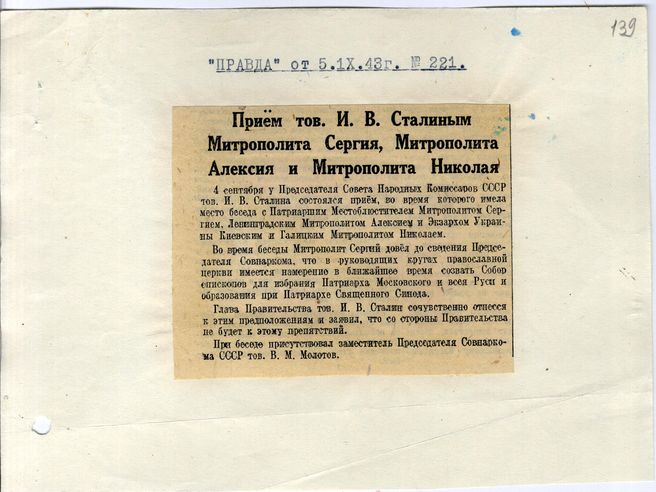 139
"ПРАВДА" от 5.IX.43г. № 221.
Приём тов. И. В. Сталиным
Митрополита Сергия, Митрополита
Алексия и Митрополита Николая
4 сентября у Председателя Совета Народных Комиссаров СССР
тов. И. В. Сталина состоялся приём, во время которого имела
место беседа с Патриаршим Местоблюстителем Митрополитом Сер-
гием, Ленинградским Митрополитом Алексием и Экзархом Украи-
ны Киевским и Галицким Митрополитом Николаем.
Во время беседы Митрополит Сергий довёл до сведения Предсе-
дателя Совнаркома, что в руководящих кругах православной
церкви имеется намерение в ближайшее время созвать Собор
епископов для избрания Патриарха Московского и всея Руси и
образования при Патриархе Священного Синода.
Глава Правительства тов. И. В. Сталин сочувственно отнесся
к этим предположениям и заявил, что со стороны Правительства
не будет к этому препятствий.
При беседе присутствовал заместитель Председателя Совнарко-
ма СССР тов. В. М. Молотов.